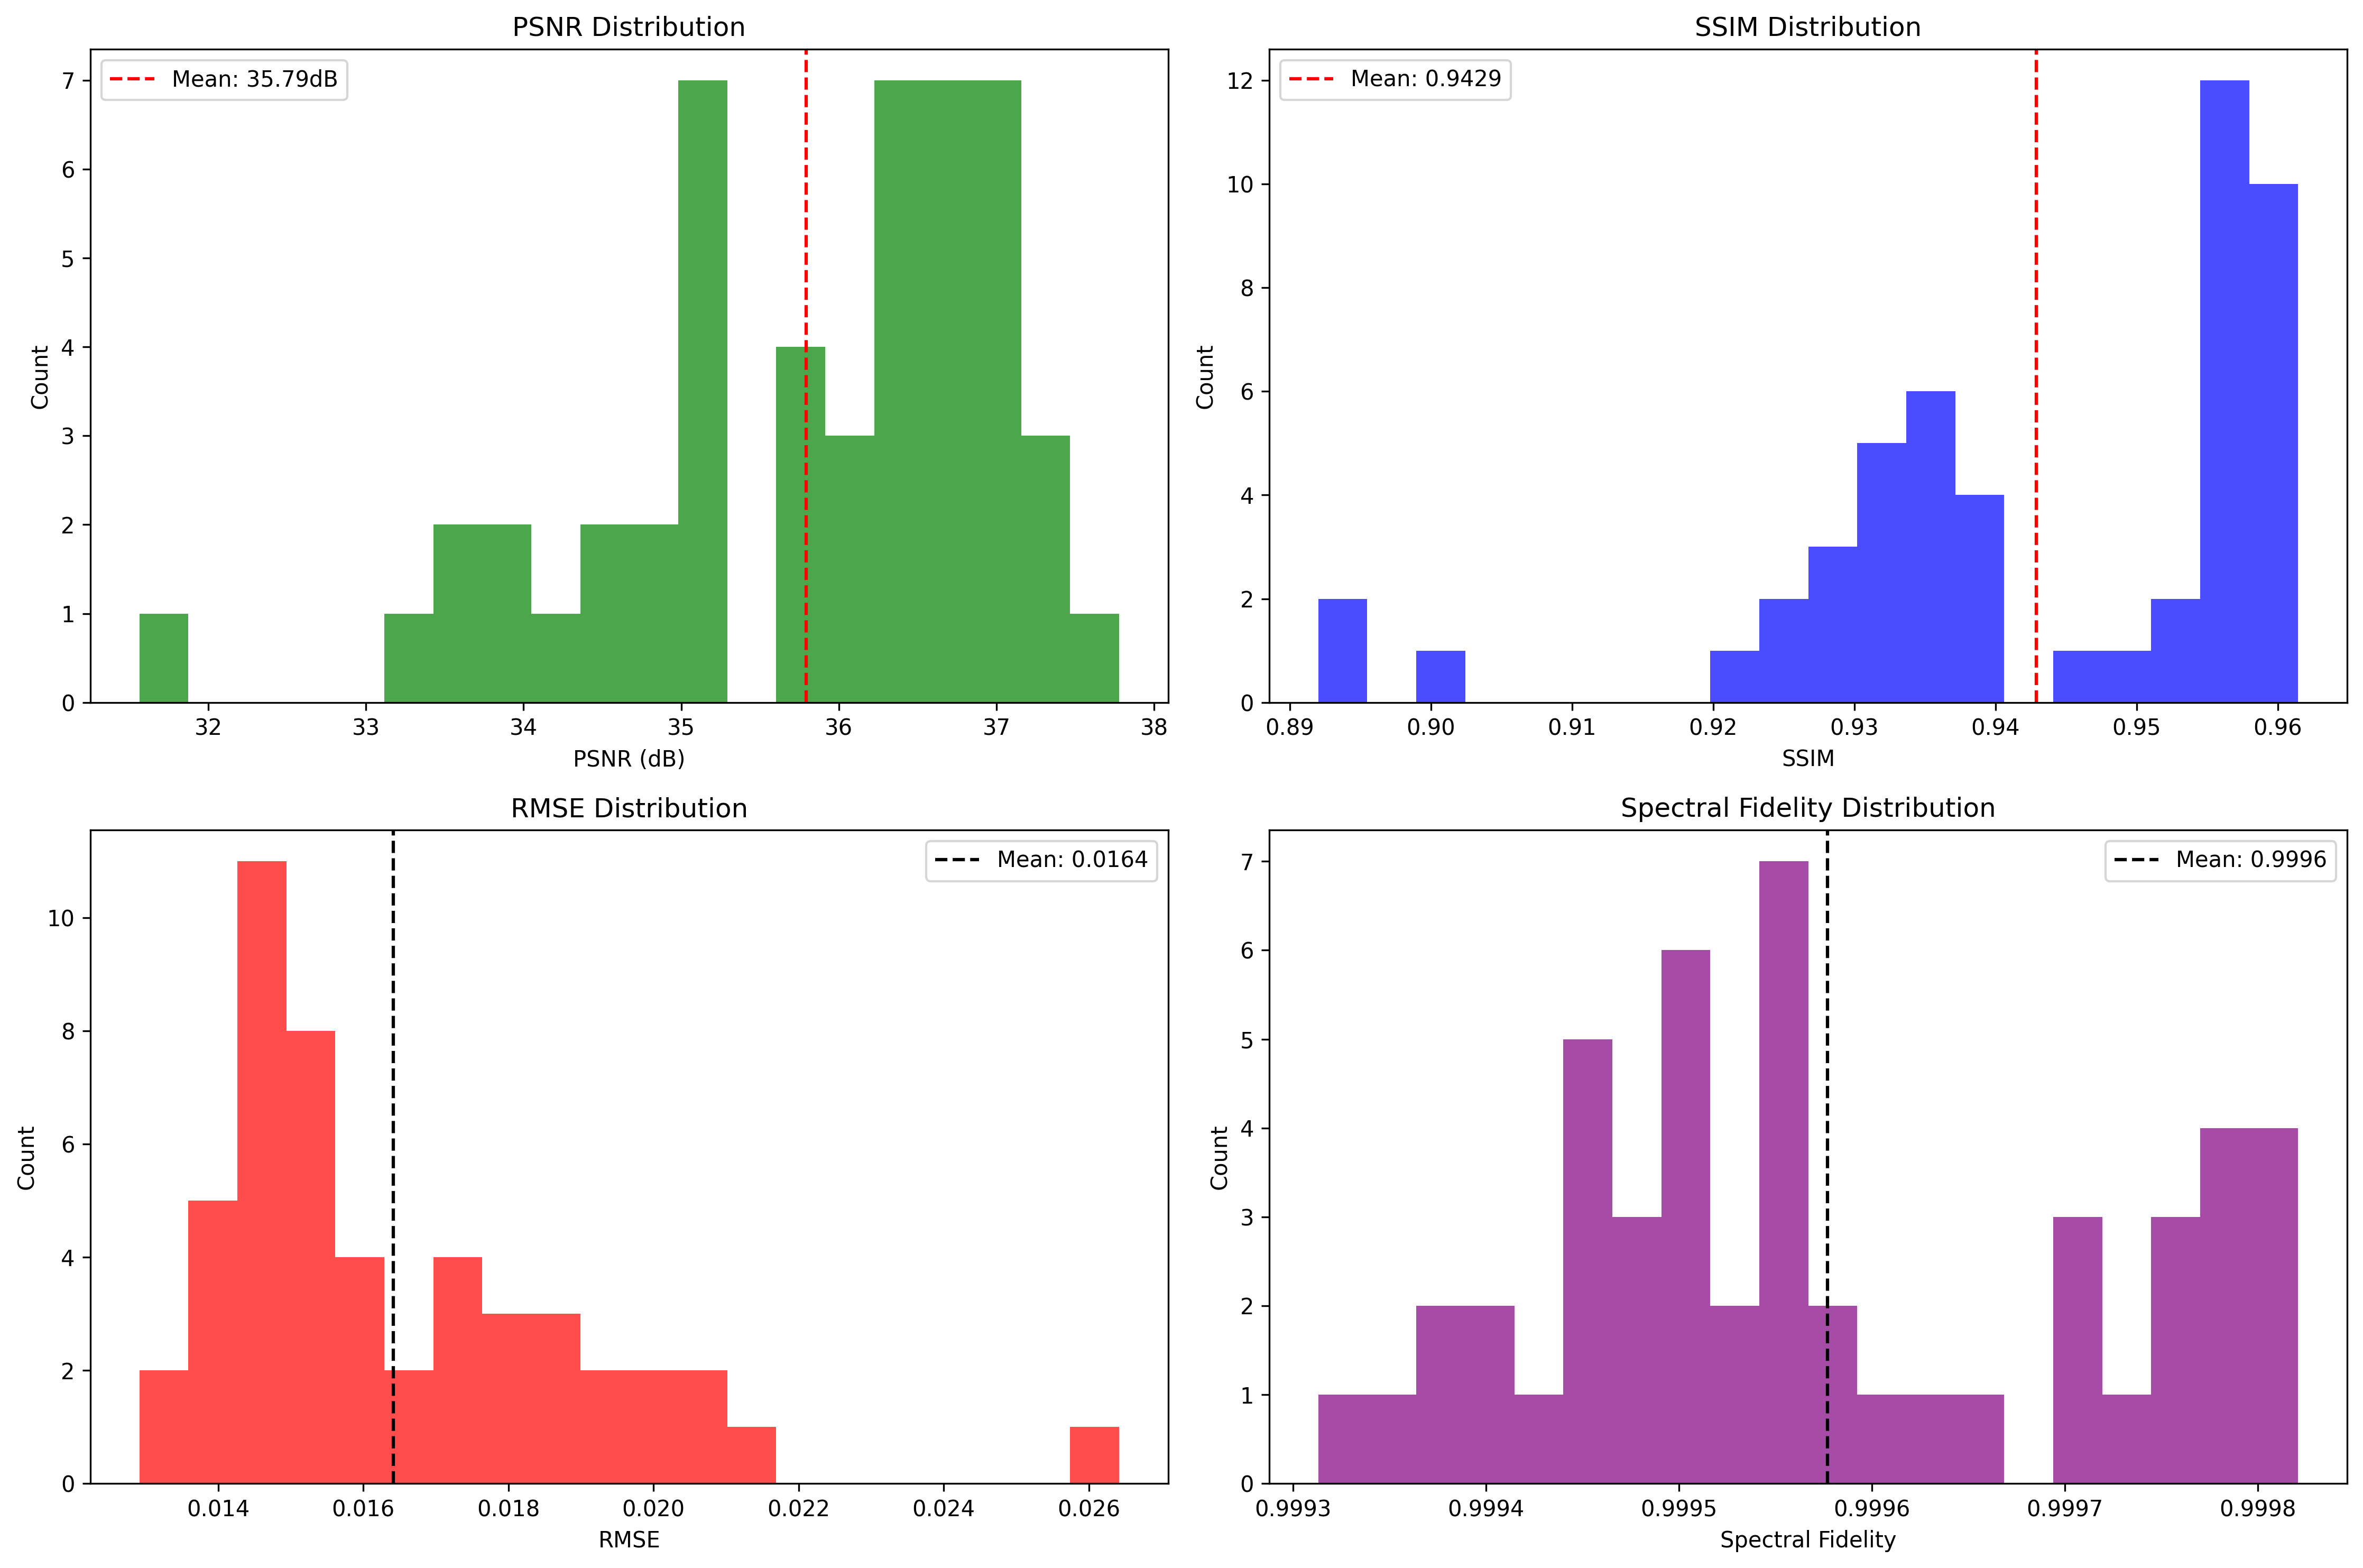 PSNR Distribution
Mean: 35.79dB
7
6
5
4
3
2
1
0
Count
32 33 34 35 36 37 38
PSNR (dB)
SSIM Distribution
Mean: 0.9429
12
10
8
6
4
2
0
Count
0.89 0.90 0.91 0.92 0.93 0.94 0.95 0.96
SSIM
RMSE Distribution
Mean: 0.0164
10
8
6
4
2
0
Count
0.014 0.016 0.018 0.020 0.022 0.024 0.026
RMSE
Spectral Fidelity Distribution
Mean: 0.9996
7
6
5
4
3
2
1
0
Count
0.9993 0.9994 0.9995 0.9996 0.9997 0.9998
Spectral Fidelity